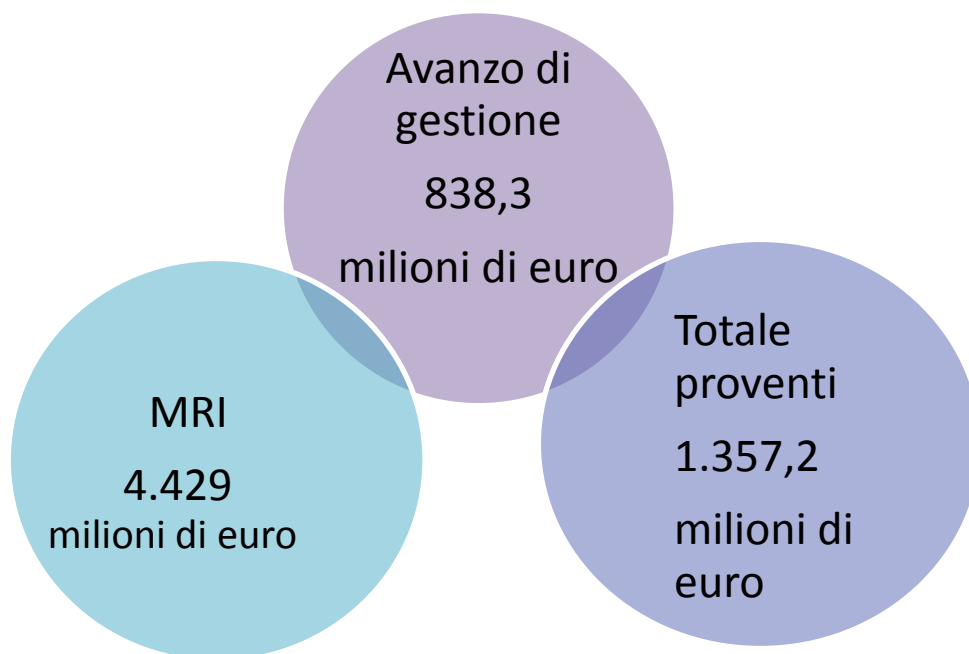 Avanzo di
gestione
838,3
milioni di euro
MRI
4.429
milioni di euro
Totale
proventi
1.357,2
milioni di
euro